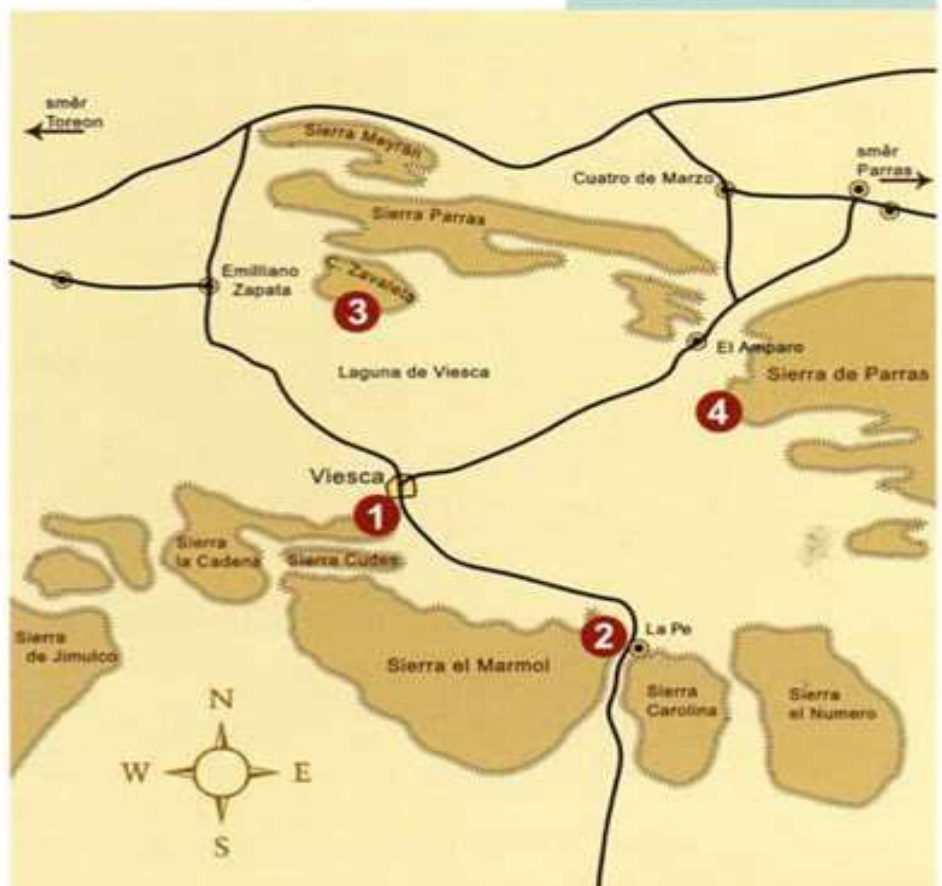 směr
Toreon
Sierra Mayrán
směr
Parras
Cuatro de Marzo
Sierra Parras
C. Zavaleta
Emilliano
Zapata
3
El Amparo
Laguna de Viesca
Sierra de Parras
4
Viesca
1
Sierra
la Cadena
Sierra Cudes
2
La Pe
Sierra
de Jimulco
Sierra el Marmol
Sierra
Carolina
Sierra
el Numero
N
W
E
S